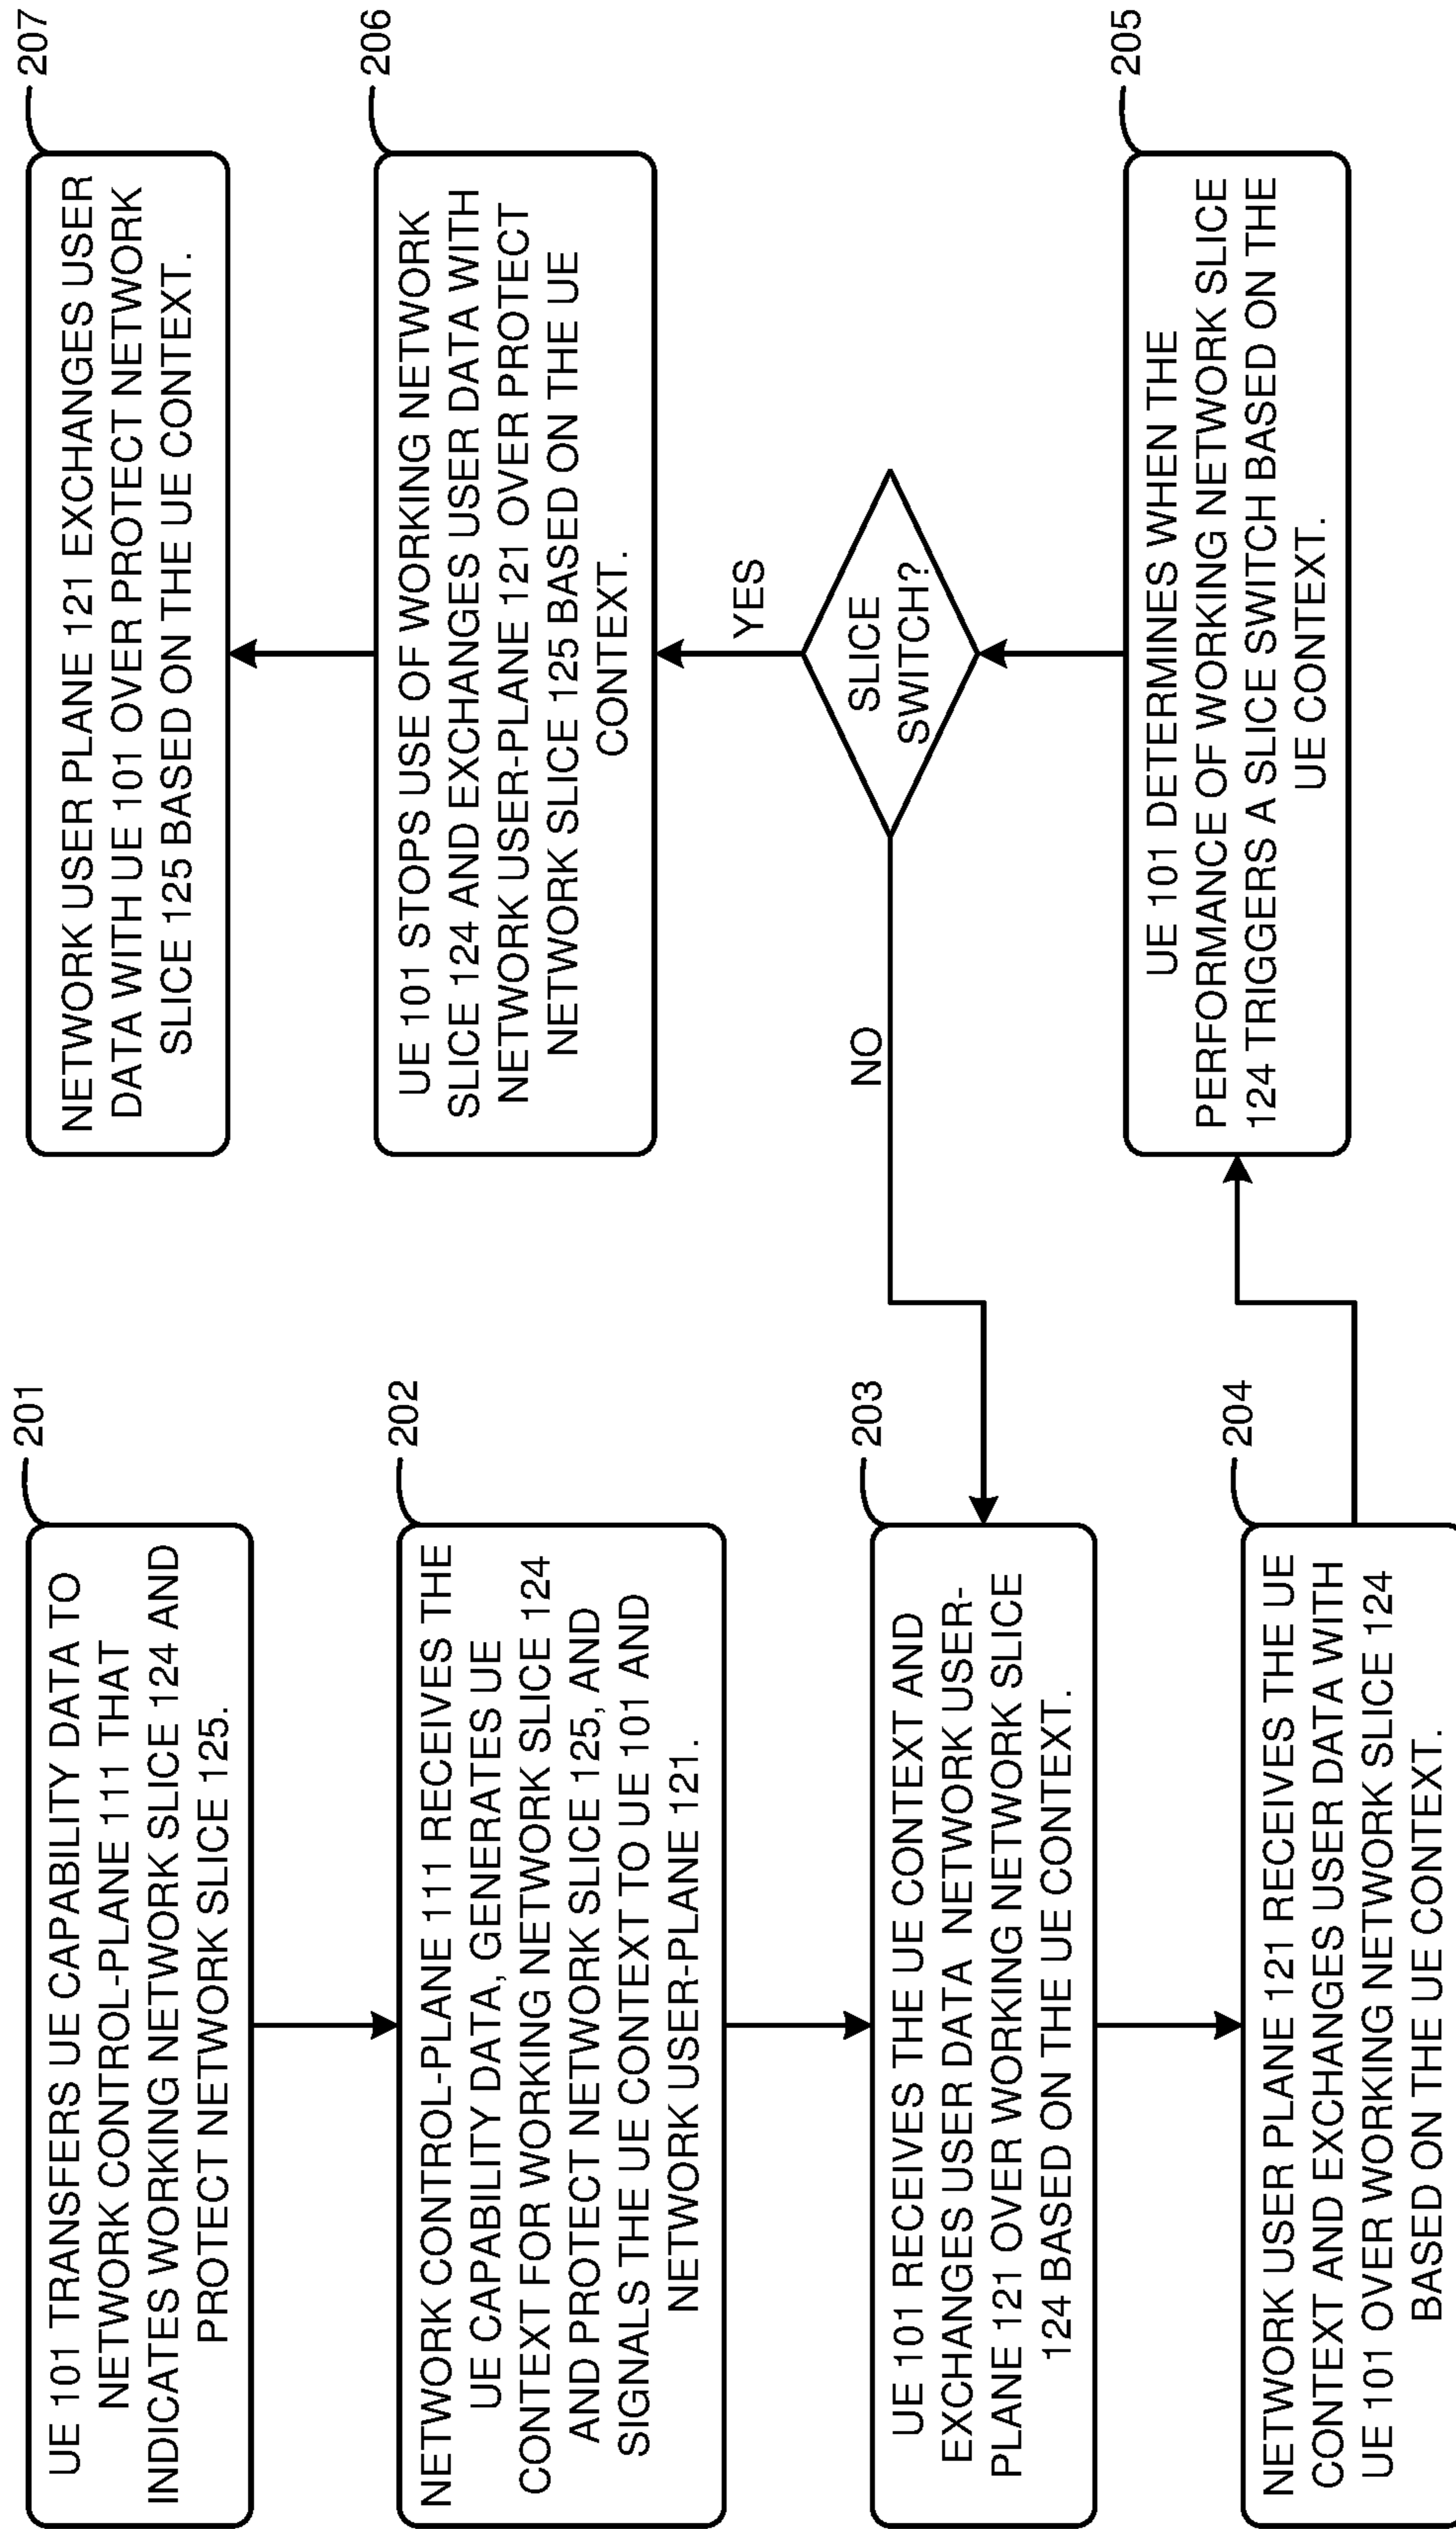 201
UE 101 TRANSFERS UE CAPABILITY DATA TO
NETWORK CONTROL-PLANE 111 THAT
INDICATES WORKING NETWORK SLICE 124 AND
PROTECT NETWORK SLICE 125.
202
NETWORK CONTROL-PLANE 111 RECEIVES THE
UE CAPABILITY DATA, GENERATES UE
CONTEXT FOR WORKING NETWORK SLICE 124
AND PROTECT NETWORK SLICE 125, AND
SIGNALS THE UE CONTEXT TO UE 101 AND
NETWORK USER-PLANE 121.
203
UE 101 RECEIVES THE UE CONTEXT AND
EXCHANGES USER DATA NETWORK USER-
PLANE 121 OVER WORKING NETWORK SLICE
124 BASED ON THE UE CONTEXT.
204
NETWORK USER PLANE 121 RECEIVES THE UE
CONTEXT AND EXCHANGES USER DATA WITH
UE 101 OVER WORKING NETWORK SLICE 124
BASED ON THE UE CONTEXT.
205
UE 101 DETERMINES WHEN THE
PERFORMANCE OF WORKING NETWORK SLICE
124 TRIGGERS A SLICE SWITCH BASED ON THE
UE CONTEXT.
SLICE
SWITCH?
NO
YES
206
UE 101 STOPS USE OF WORKING NETWORK
SLICE 124 AND EXCHANGES USER DATA WITH
NETWORK USER-PLANE 121 OVER PROTECT
NETWORK SLICE 125 BASED ON THE UE
CONTEXT.
207
NETWORK USER PLANE 121 EXCHANGES USER
DATA WITH UE 101 OVER PROTECT NETWORK
SLICE 125 BASED ON THE UE CONTEXT.